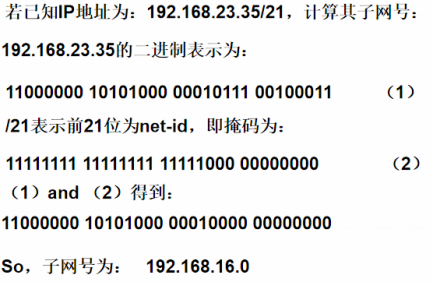 若已知IP地址为：192.168.23.35/21，计算其子网号：
192.168.23.35的二进制表示为：
11000000 10101000 00010111 00100011 （1）
/21表示前21位为net-id，即掩码为：
11111111 11111111 11111000 00000000 （2）
（1）and （2）得到：
11000000 10101000 00010000 00000000
So，子网号为： 192.168.16.0